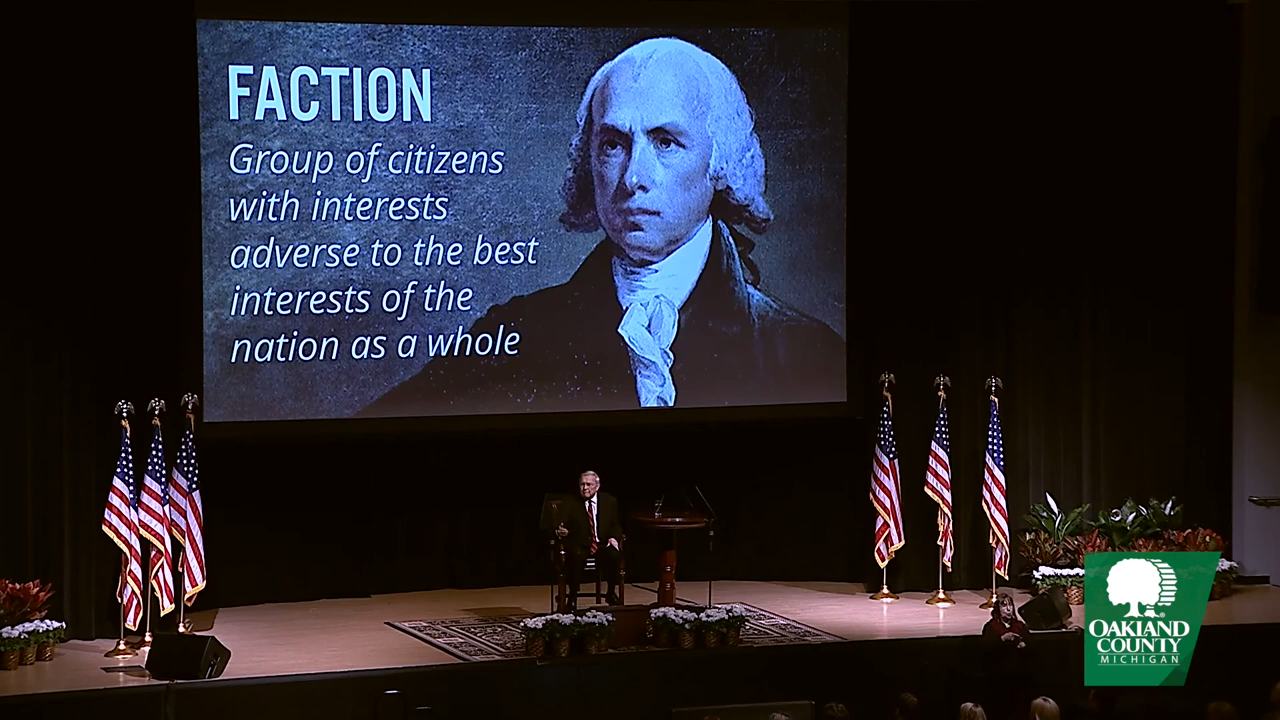 FACTION
Group of citizens
with interests
adverse to the best
interests of the
nation as a whole
OAKLAND
COUNTY
MICHIGAN